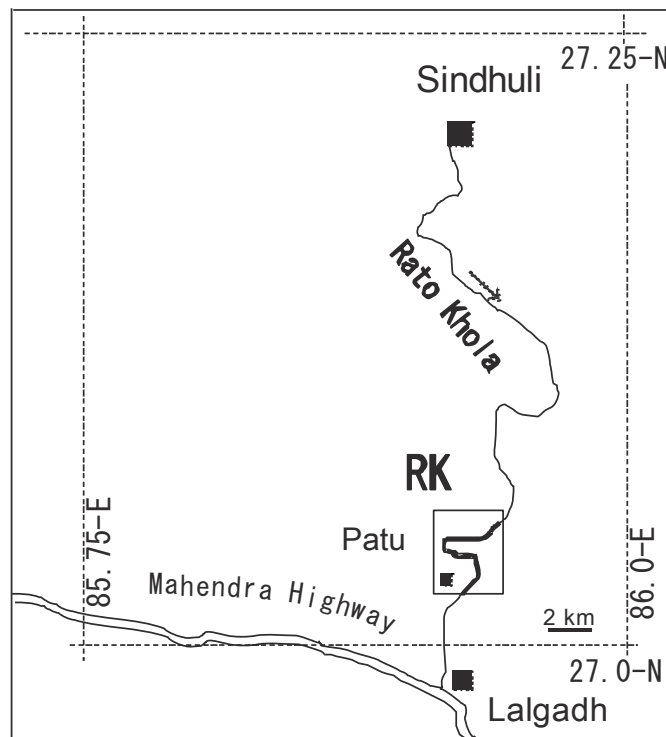 27.25-N
Sindhuli
Rato Khola
RK
Patu
85.75-E
86.0-E
Mahendra Highway
2 km
27.0-N
Lalgadh